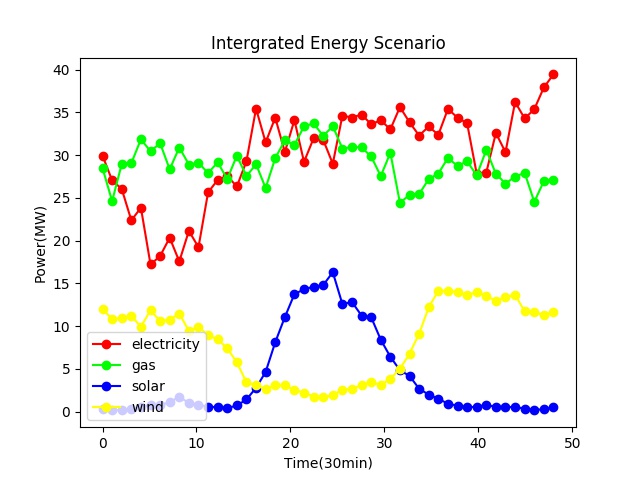 Intergrated Energy Scenario
Power(MW)
40
35
30
25
20
15
10
5
0
electricity
gas
solar
wind
0 10 20 30 40 50
Time(30min)